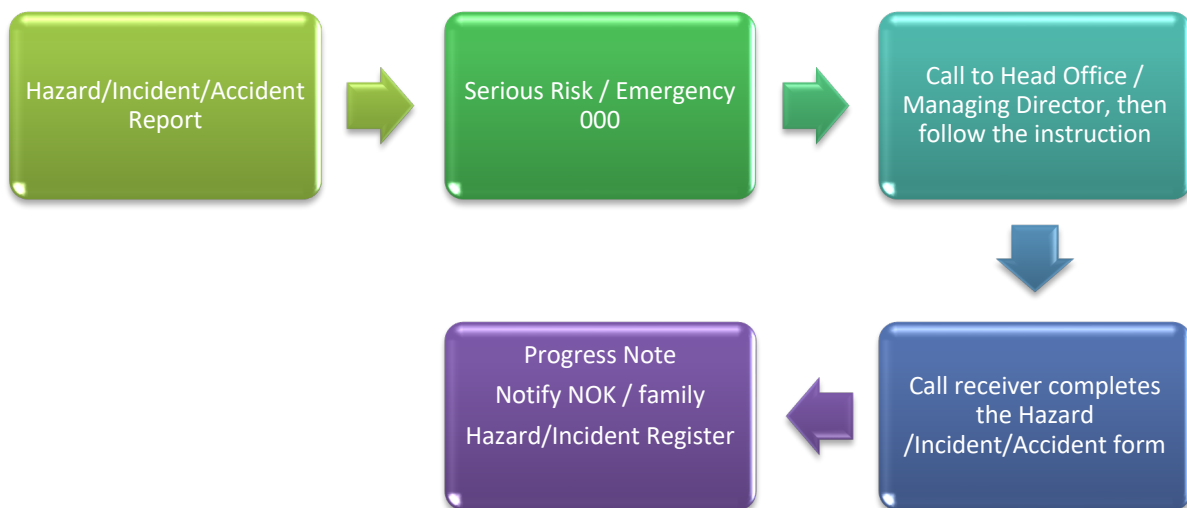 Hazard/Incident/Accident
Report
Serious Risk / Emergency
000
Call to Head Office /
Managing Director, then
follow the instruction
Call receiver completes
the Hazard
/Incident/Accident form
Progress Note
Notify NOK / family
Hazard/Incident Register